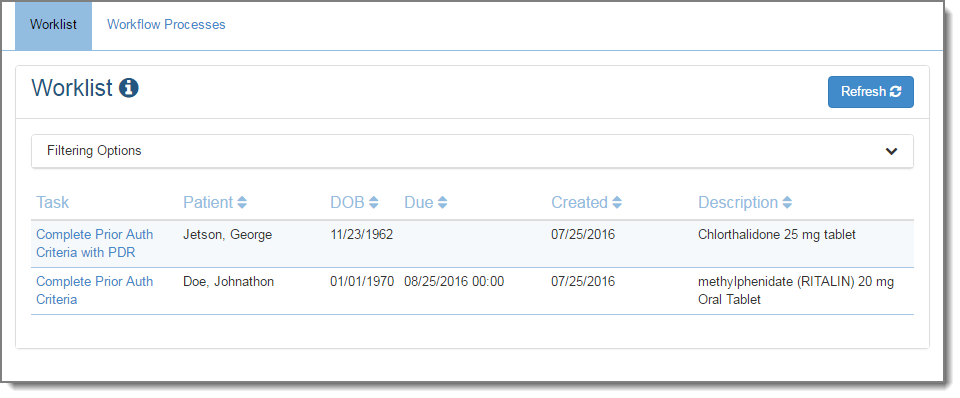 Worklist Workflow Processes
Worklist
Refresh
Filtering Options
Task Patient DOB Due Created Description
Complete Prior Auth Jetson, George 11/23/1962 07/25/2016 Chlorthalidone 25 mg tablet
Criteria with PDR
Complete Prior Auth Doe, Johnathon 01/01/1970 08/25/2016 00:00 07/25/2016 methylphenidate (RITALIN) 20 mg
Criteria Oral Tablet